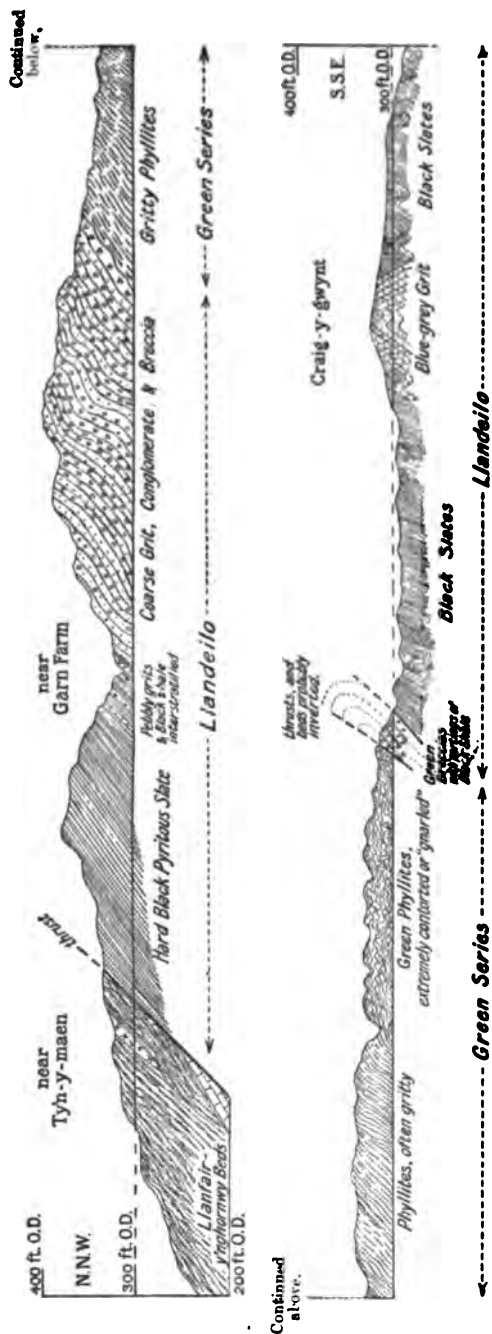 400 ft. O.D.
N.N.W.
300 ft. O.D.
200 ft. O.D.
near
Ty'n-y-maen
thrust
near
Garn Farm
Continued
below.
Llanfair-
y'nghornwy Beds
Hard Black Pyritous Slate
Pebbly grits
& Black shale
interstratified
Coarse Grit, Conglomerate, & Breccia
Gritty Phyllites
Llandeilo
Green Series
Continued
above.
thrusts, and
beds probably
inverted.
Craig-y-gwynt
400 ft. O.D.
S.S.E.
300 ft. O.D.
Phyllites, often gritty
Green Phyllites,
extremely contorted or "gnarled"
Green
Black Slates
Blue-grey Grit
Black Slates
Green Series
Llandeilo